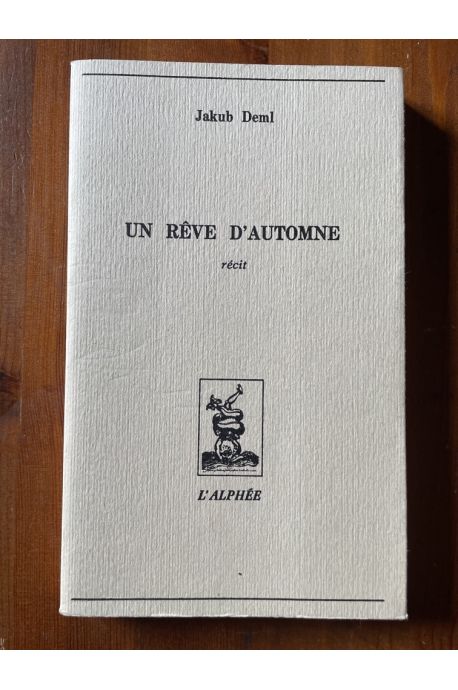 Jakub Deml
UN RÊVE D'AUTOMNE
récit
L'ALPHÉE